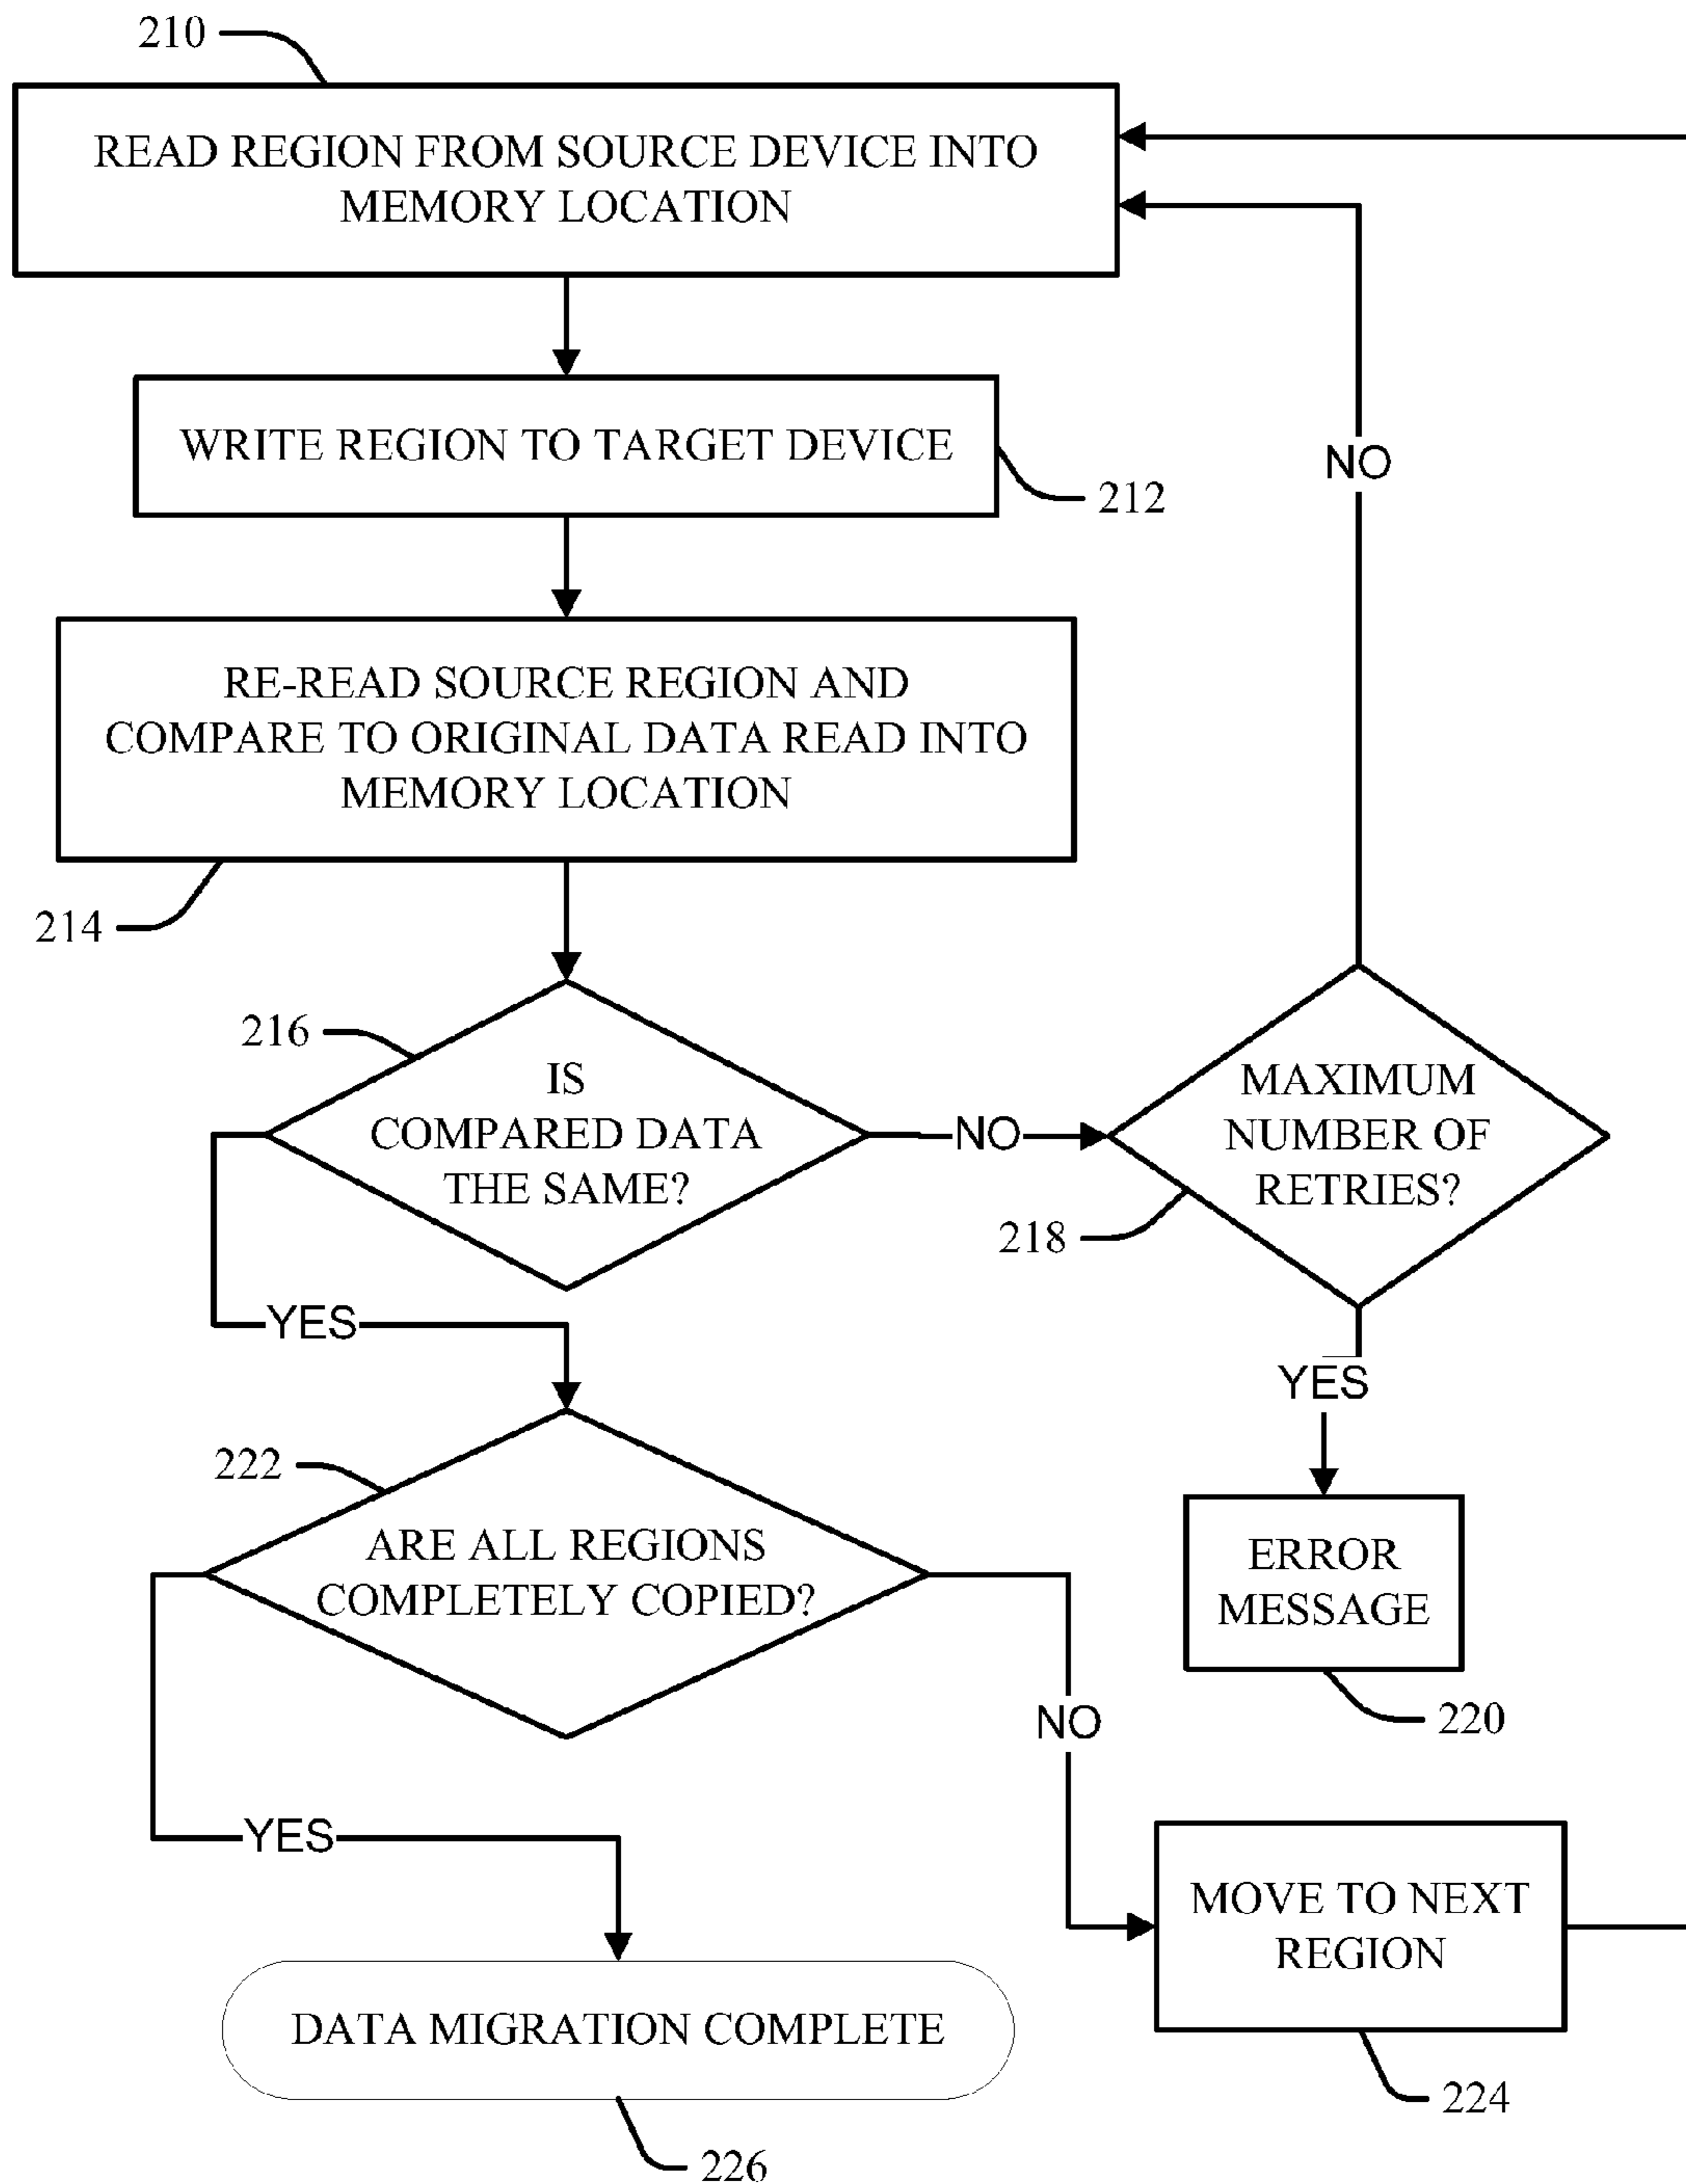 210
READ REGION FROM SOURCE DEVICE INTO
MEMORY LOCATION
WRITE REGION TO TARGET DEVICE
212
NO
RE-READ SOURCE REGION AND
COMPARE TO ORIGINAL DATA READ INTO
MEMORY LOCATION
214
216
IS
COMPARED DATA
THE SAME?
NO
MAXIMUM
NUMBER OF
RETRIES?
218
YES
YES
222
ARE ALL REGIONS
COMPLETELY COPIED?
ERROR
MESSAGE
220
NO
YES
MOVE TO NEXT
REGION
224
DATA MIGRATION COMPLETE
226